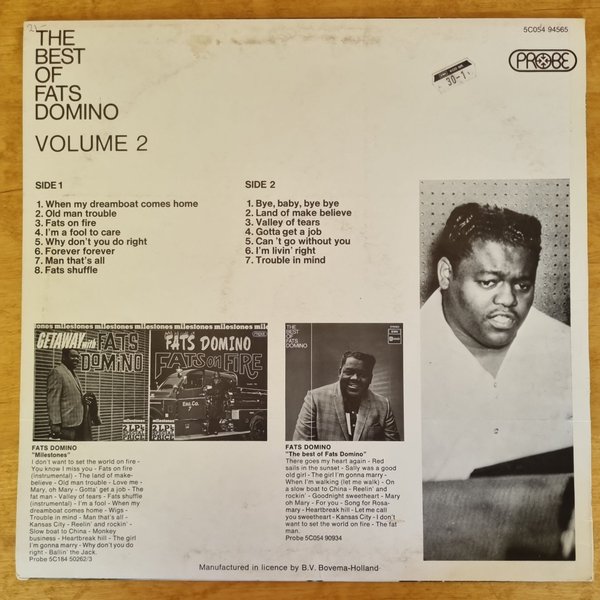 21-
THE
BEST
OF
FATS
DOMINO
VOLUME 2
5C054 94565
PROBE
30-1
SIDE 1
1. When my dreamboat comes home
2. Old man trouble
3. Fats on fire
4. I'm a fool to care
5. Why don't you do right
6. Forever forever
7. Man that's all
8. Fats shuffle
SIDE 2
1. Bye, baby, bye bye
2. Land of make believe
3. Valley of tears
4. Gotta get a job
5. Can't go without you
6. I'm livin' right
7. Trouble in mind
milestones milestones milestones milestones
GETAWAY with FATS
DOMINO
FATS DOMINO
FATS on FIRE
2 LPs
PRICE
2 LPs
PRICE
THE
BEST
OF
FATS
DOMINO
FATS DOMINO
"Milestones"
I don't want to set the world on fire -
You know I miss you - Fats on fire
(instrumental) - The land of make-
believe - Old man trouble - Love me -
Mary, oh Mary - Gotta' get a job - The
fat man - Valley of tears - Fats shuffle
(instrumental) - I'm a fool - When my
dreamboat comes home - Wigs -
Trouble in mind - Man that's all -
Kansas City - Reelin' and rockin' -
Slow boat to China - Monkey
business - Heartbreak hill - The girl
I'm gonna marry - Why don't you do
right - Ballin' the Jack.
Probe 5C184 50262/3
FATS DOMINO
"The best of Fats Domino"
There goes my heart again - Red
sails in the sunset - Sally was a good
old girl - The girl I'm gonna marry -
When I'm walking (let me walk) - On
a slow boat to China - Reelin' and
rockin' - Goodnight sweetheart - Mary
oh Mary - For you - Song for Rosa-
mary - Heartbreak hill - Let me call
you sweetheart - Kansas City - I don't
want to set the world on fire - The fat
man.
Probe 5C054 90934
Manufactured in licence by B.V. Bovema-Holland